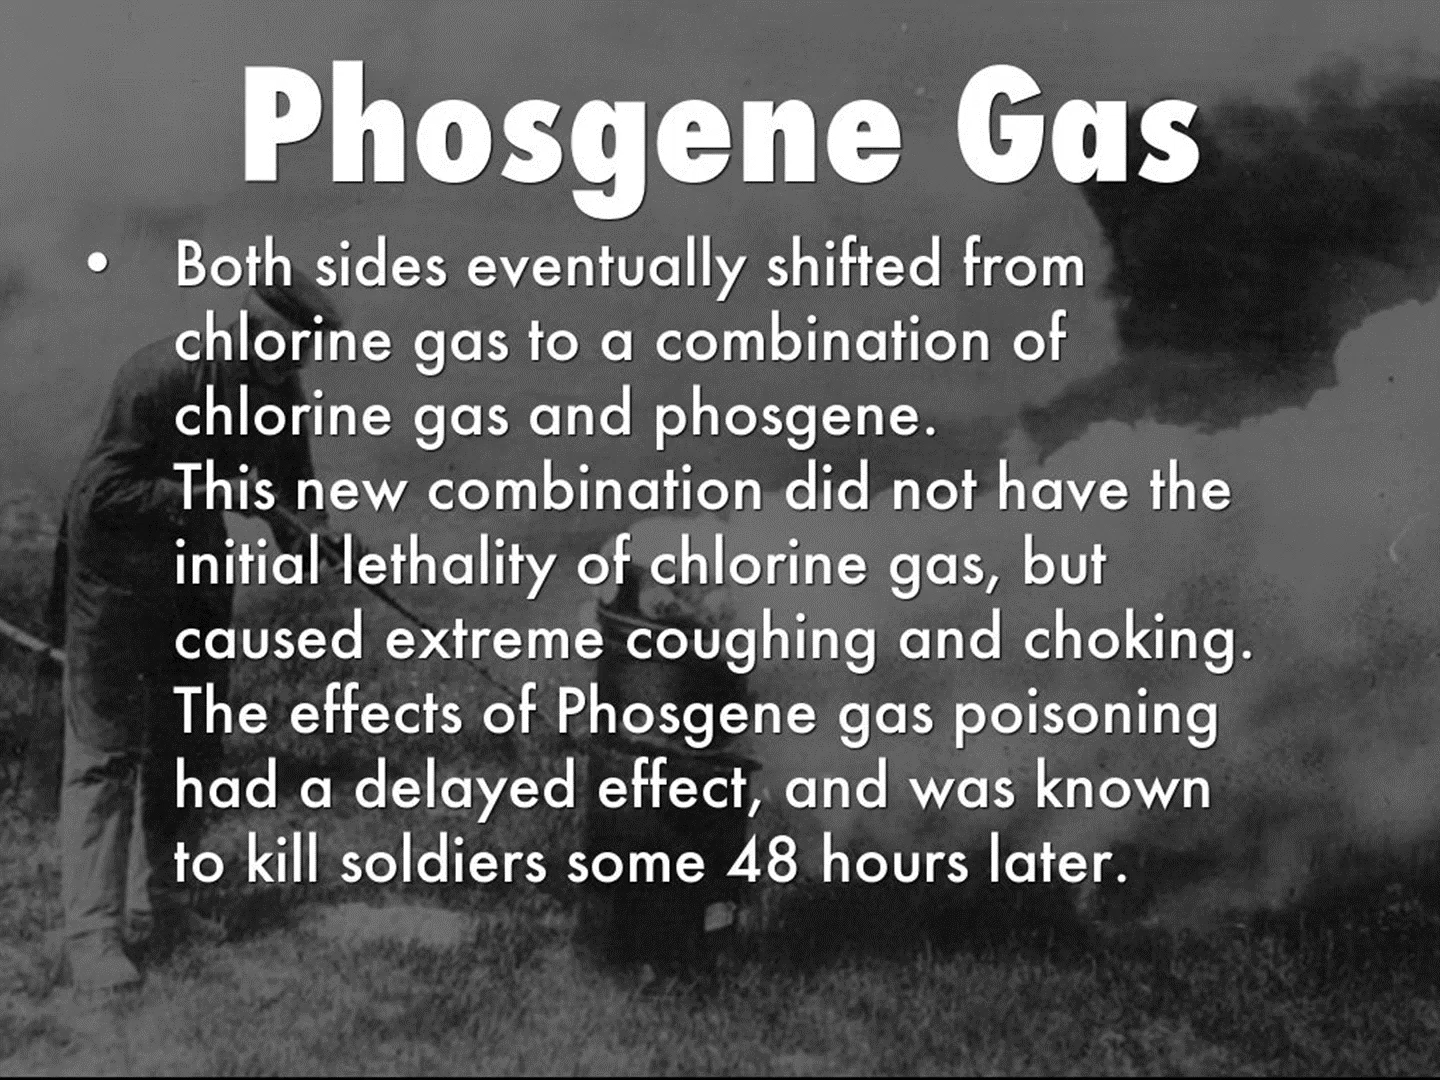 Phosgene Gas
• Both sides eventually shifted from
chlorine gas to a combination of
chlorine gas and phosgene.
This new combination did not have the
initial lethality of chlorine gas, but
caused extreme coughing and choking.
The effects of Phosgene gas poisoning
had a delayed effect, and was known
to kill soldiers some 48 hours later.